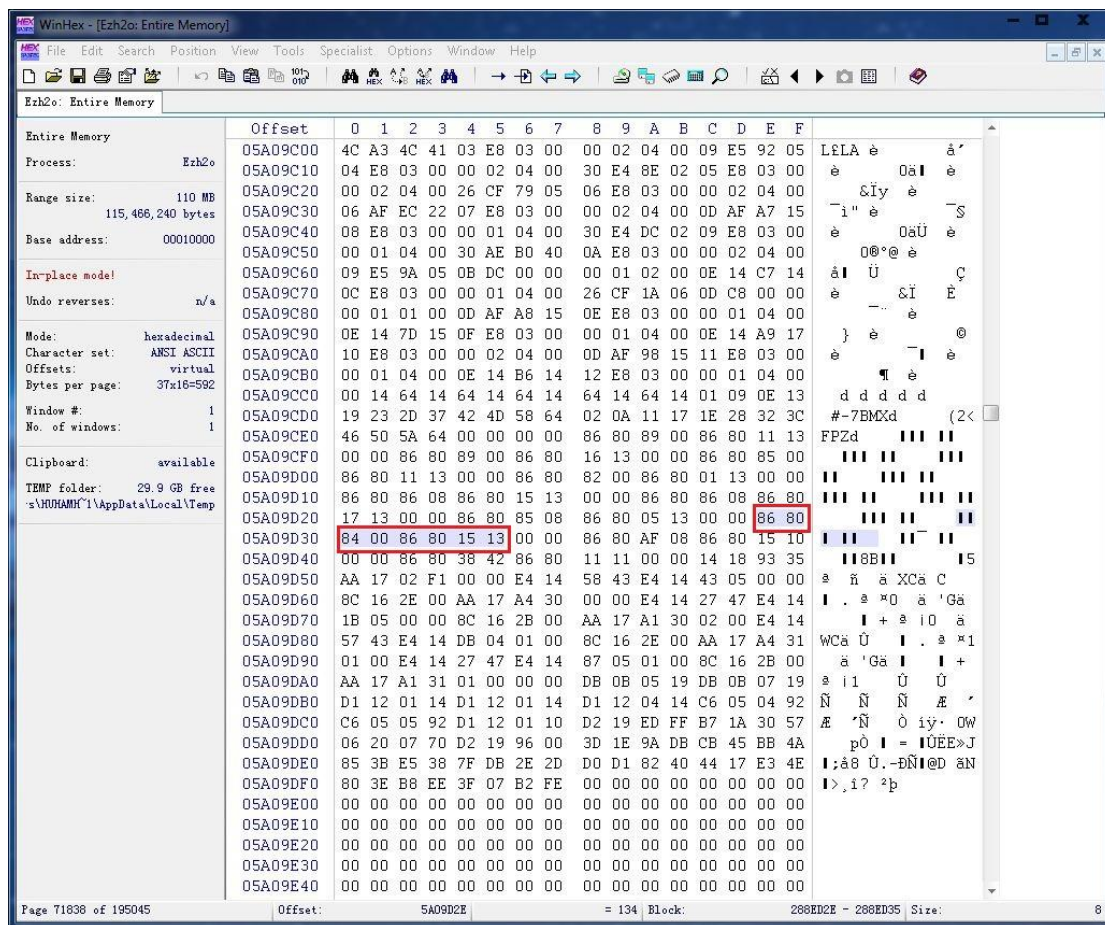 WinHex - [Ezh2o: Entire Memory]
File Edit Search Position View Tools Specialist Options Window Help
Ezh2o: Entire Memory
Entire Memory
Process: Ezh2o
Range size: 110 MB
115,466,240 bytes
Base address: 00010000
In-place mode!
Undo reverses: n/a
Mode: hexadecimal
Character set: ANSI ASCII
Offsets: virtual
Bytes per page: 37x16=592
Window #: 1
No. of windows: 1
Clipboard: available
TEMP folder: 29.9 GB free
's\HUHAMH~1\AppData\Local\Temp
Offset 0 1 2 3 4 5 6 7 8 9 A B C D E F
05A09C00 4C A3 4C 41 03 E8 03 00 00 02 04 00 09 E5 92 05 L£LA è å’
05A09C10 04 E8 03 00 00 02 04 00 30 E4 8E 02 05 E8 03 00
05A09C20 00 02 04 00 26 CF 79 05 06 E8 03 00 00 02 04 00 &Ïy è
05A09C30 06 AF EC 22 07 E8 03 00 00 02 04 00 0D AF A7 15 ¯ì" è ¯§
05A09C40 08 E8 03 00 00 01 04 00 30 E4 DC 02 09 E8 03 00 è 0äÜ è
05A09C50 00 01 04 00 30 AE B0 40 0A E8 03 00 00 02 04 00 0®°@ è
05A09C60 09 E5 9A 05 0B DC 00 00 00 01 02 00 0E 14 C7 14
05A09C70 0C E8 03 00 00 01 04 00 26 CF 1A 06 0D C8 00 00 è &Ï È
05A09C80 00 01 01 00 0D AF A8 15 0E E8 03 00 00 01 04 00 ¯¨ è
05A09C90 0E 14 7D 15 0F E8 03 00 00 01 04 00 0E 14 A9 17 } è ©
05A09CA0 10 E8 03 00 00 02 04 00 0D AF 98 15 11 E8 03 00
05A09CB0 00 01 04 00 0E 14 B6 14 12 E8 03 00 00 01 04 00 ¶ è
05A09CC0 00 14 64 14 64 14 64 14 64 14 64 14 01 09 0E 13 d d d d d
05A09CD0 19 23 2D 37 42 4D 58 64 02 0A 11 17 1E 28 32 3C #-7BMXd (2<
05A09CE0 46 50 5A 64 00 00 00 00 86 80 89 00 86 80 11 13 FPZd
05A09CF0 00 00 86 80 89 00 86 80 16 13 00 00 86 80 85 00
05A09D00 86 80 11 13 00 00 86 80 82 00 86 80 01 13 00 00
05A09D10 86 80 86 08 86 80 15 13 00 00 86 80 86 08 86 80
05A09D20 17 13 00 00 86 80 85 08 86 80 05 13 00 00 86 80
05A09D30 84 00 86 80 15 13 00 00 86 80 AF 08 86 80 15 10
05A09D40 00 00 86 80 38 42 86 80 11 11 00 00 14 18 93 35
05A09D50 AA 17 02 F1 00 00 E4 14 58 43 E4 14 43 05 00 00 ª ñ ä XCä C
05A09D60 8C 16 2E 00 AA 17 A4 30 00 00 E4 14 27 47 E4 14
05A09D70 1B 05 00 00 8C 16 2B 00 AA 17 A1 30 02 00 E4 14
05A09D80 57 43 E4 14 DB 04 01 00 8C 16 2E 00 AA 17 A4 31
05A09D90 01 00 E4 14 27 47 E4 14 87 05 01 00 8C 16 2B 00
05A09DA0 AA 17 A1 31 01 00 00 00 DB 0B 05 19 DB 0B 07 19 ª ¡1 Û Û
05A09DB0 D1 12 01 14 D1 12 01 14 D1 12 04 14 C6 05 04 92 Ñ Ñ Ñ Æ ’
05A09DC0 C6 05 05 92 D1 12 01 10 D2 19 ED FF B7 1A 30 57 Æ ’Ñ Ò íÿ· 0W
05A09DD0 06 20 07 70 D2 19 96 00 3D 1E 9A DB CB 45 BB 4A
05A09DE0 85 3B E5 38 7F DB 2E 2D D0 D1 82 40 44 17 E3 4E
05A09DF0 80 3E B8 EE 3F 07 B2 FE 00 00 00 00 00 00 00 00
05A09E00 00 00 00 00 00 00 00 00 00 00 00 00 00 00 00 00
05A09E10 00 00 00 00 00 00 00 00 00 00 00 00 00 00 00 00
05A09E20 00 00 00 00 00 00 00 00 00 00 00 00 00 00 00 00
05A09E30 00 00 00 00 00 00 00 00 00 00 00 00 00 00 00 00
05A09E40 00 00 00 00 00 00 00 00 00 00 00 00 00 00 00 00
Page 71838 of 195045 Offset: 5A09D2E = 134 Block: 288ED2E - 288ED35 Size: 8